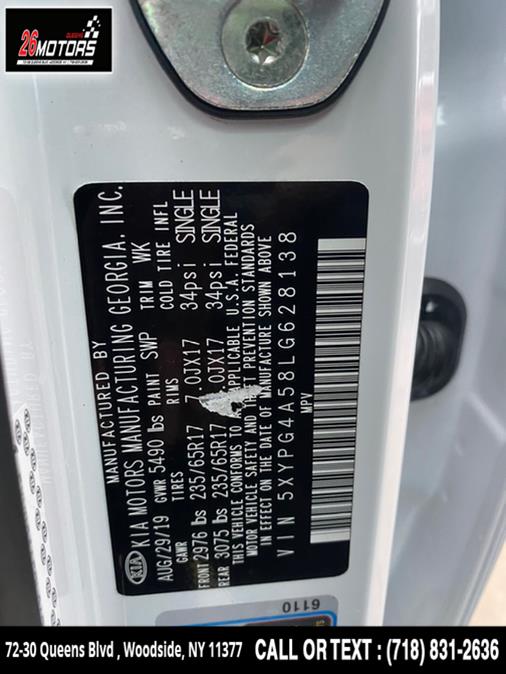 QUEENS
26MOTORS
MANUFACTURED BY
KIA KIA MOTORS MANUFACTURING GEORGIA, INC.
AUG/29/19 GVWR 5490 lbs PAINT SWP TRIM WK
GAWR TIRES RIMS COLD TIRE INFL
FRONT 2976 lbs 235/65R17 7.0JX17 34psi SINGLE
REAR 3075 lbs 235/65R17 .0JX17 34psi SINGLE
THIS VEHICLE CONFORMS TO APPLICABLE U.S.A. FEDERAL
MOTOR VEHICLE SAFETY AND THEFT PREVENTION STANDARDS
IN EFFECT ON THE DATE OF MANUFACTURE SHOWN ABOVE
VIN 5XYPG4A58LG628138
MPV
6110
72-30 Queens Blvd , Woodside, NY 11377 CALL OR TEXT : (718) 831-2636